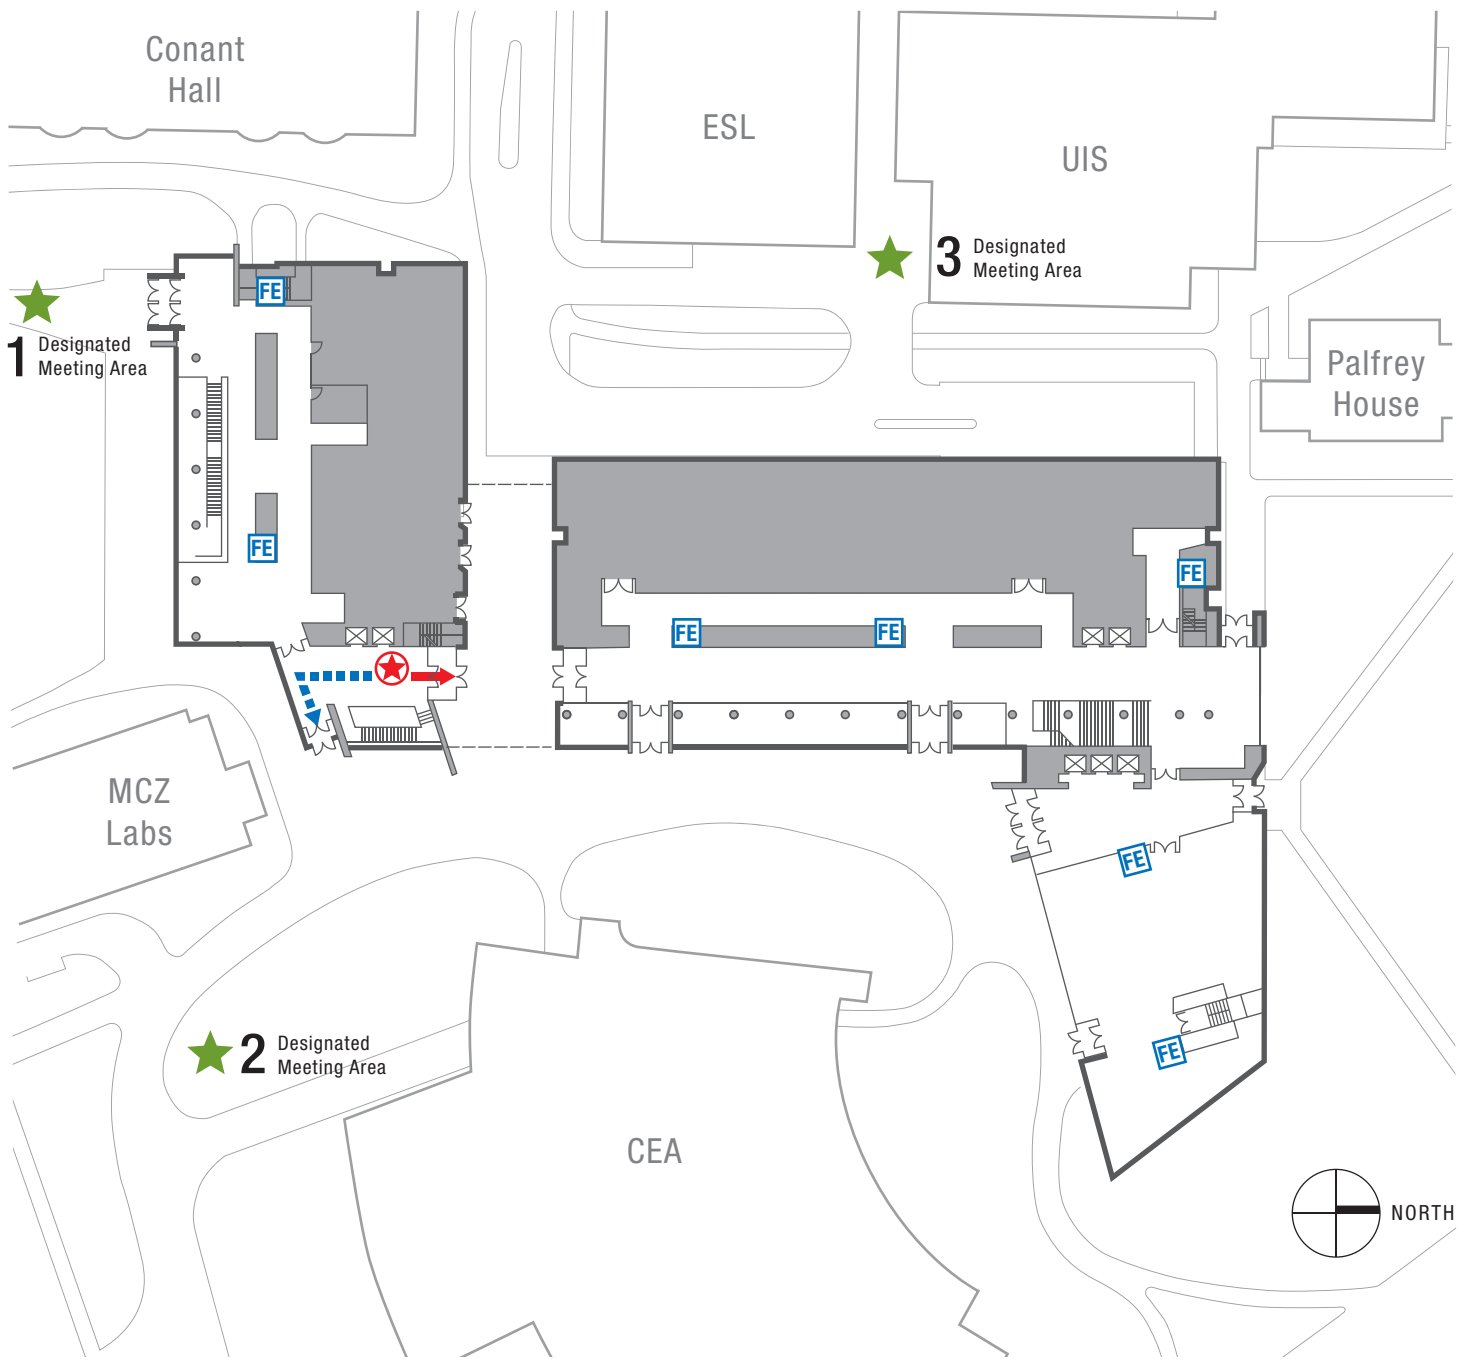 Conant
Hall
ESL
UIS
3 Designated
Meeting Area
FE
1 Designated
Meeting Area
Palfrey
House
FE
FE
FE
FE
MCZ
Labs
FE
2 Designated
Meeting Area
FE
CEA
NORTH